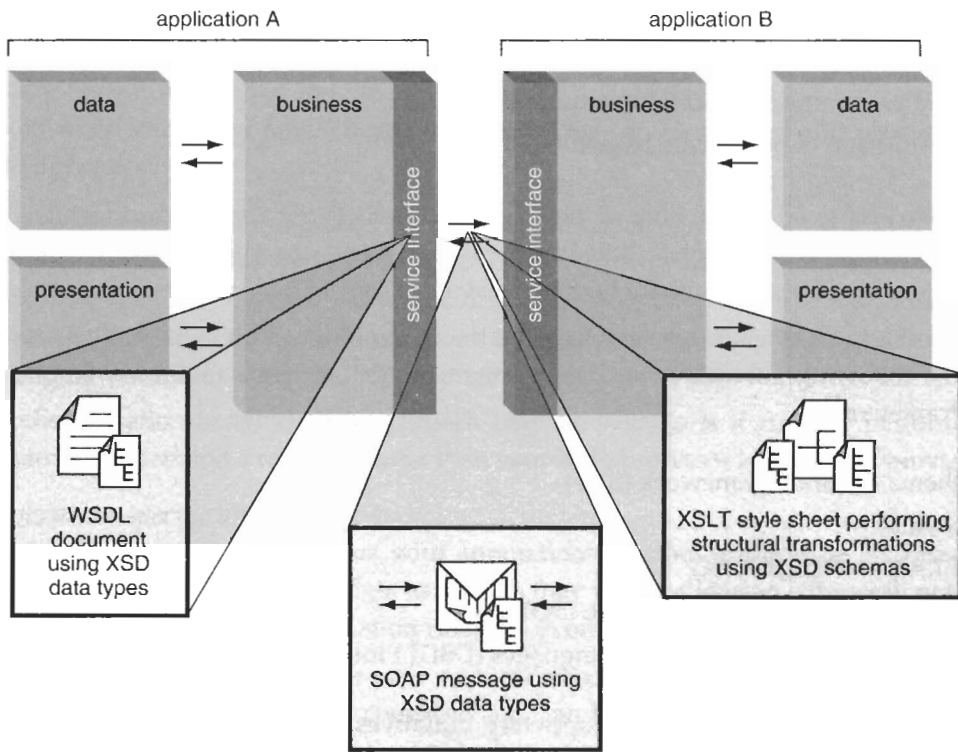 application A
application B
data
business
service interface
service interface
business
data
presentation
presentation
WSDL
document
using XSD
data types
SOAP message using
XSD data types
XSLT style sheet performing
structural transformations
using XSD schemas